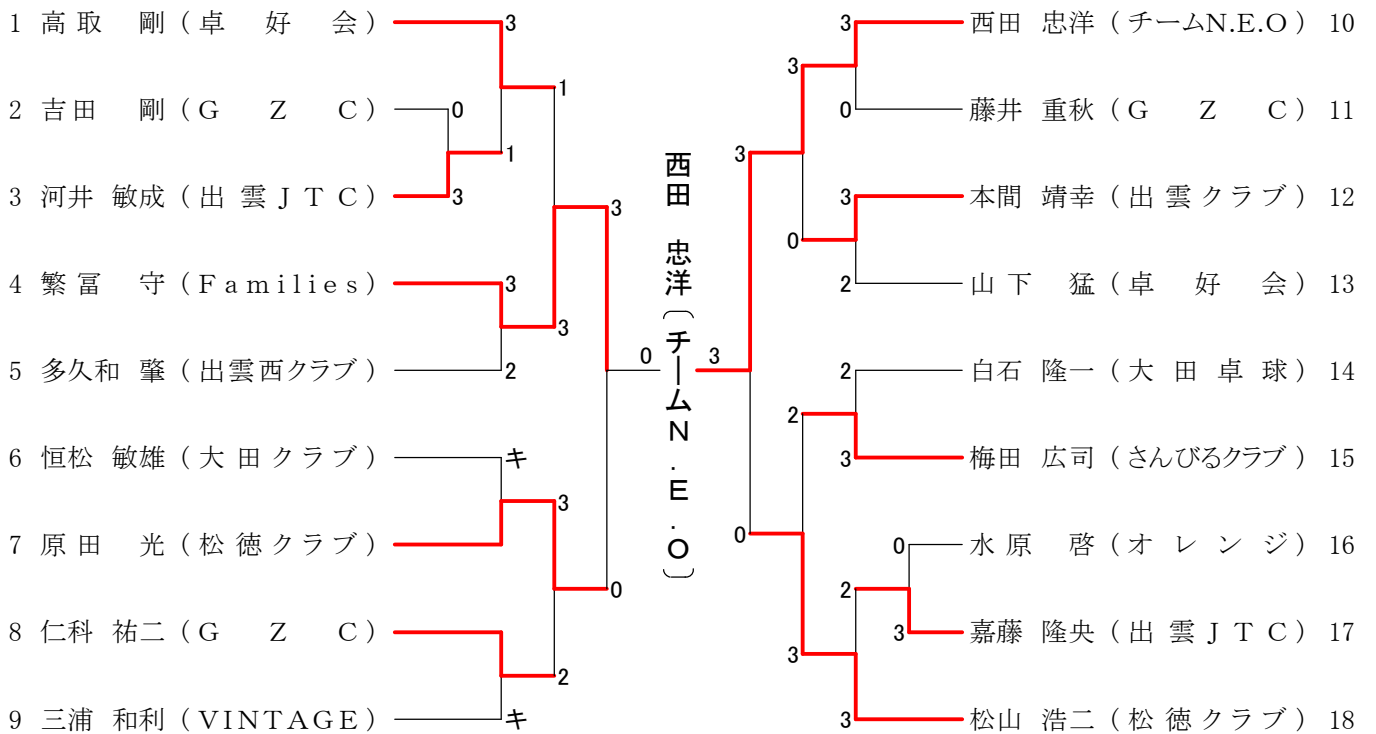 1 高取 剛 (卓 好 会)
3
2 吉田 剛 (G Z C)
0
1
1
3 河井 敏成 (出 雲 J T C)
3
3
4 繁冨 守 (Families)
3
3
5 多久和 肇 (出雲西クラブ)
2
6 恒松 敏雄 (大 田 ク ラ ブ)
キ
3
7 原田 光 (松 徳 ク ラ ブ)
0
8 仁科 祐二 (G Z C)
2
9 三浦 和利 (VINTAGE)
キ
0
3
西田 忠洋 (チームN.E.O)
3
西田 忠洋 (チームN.E.O) 10
3
0
藤井 重秋 (G Z C) 11
3
3
本間 靖幸 (出 雲 ク ラ ブ) 12
0
2
山下 猛 (卓 好 会) 13
2
白石 隆一 (大 田 卓 球) 14
2
3
梅田 広司 (さんびるクラブ) 15
0
0
水原 啓 (オ レ ン ジ) 16
2
3
嘉藤 隆央 (出 雲 J T C) 17
3
3
松山 浩二 (松 徳 ク ラ ブ) 18